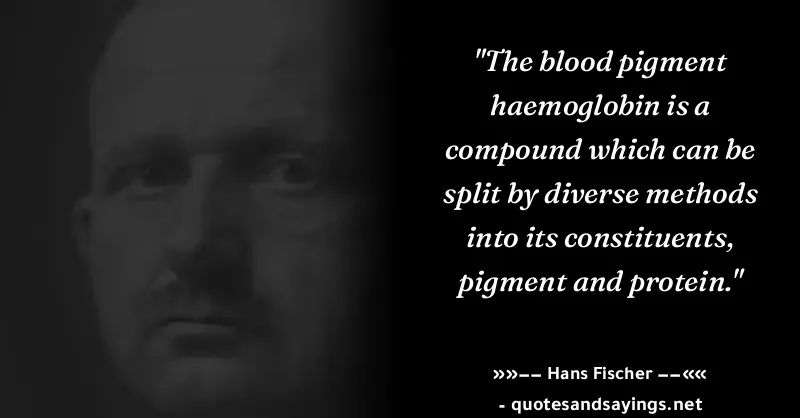 "The blood pigment
haemoglobin is a
compound which can be
split by diverse methods
into its constituents,
pigment and protein."
»»–– Hans Fischer ––««
- quotesandsayings.net